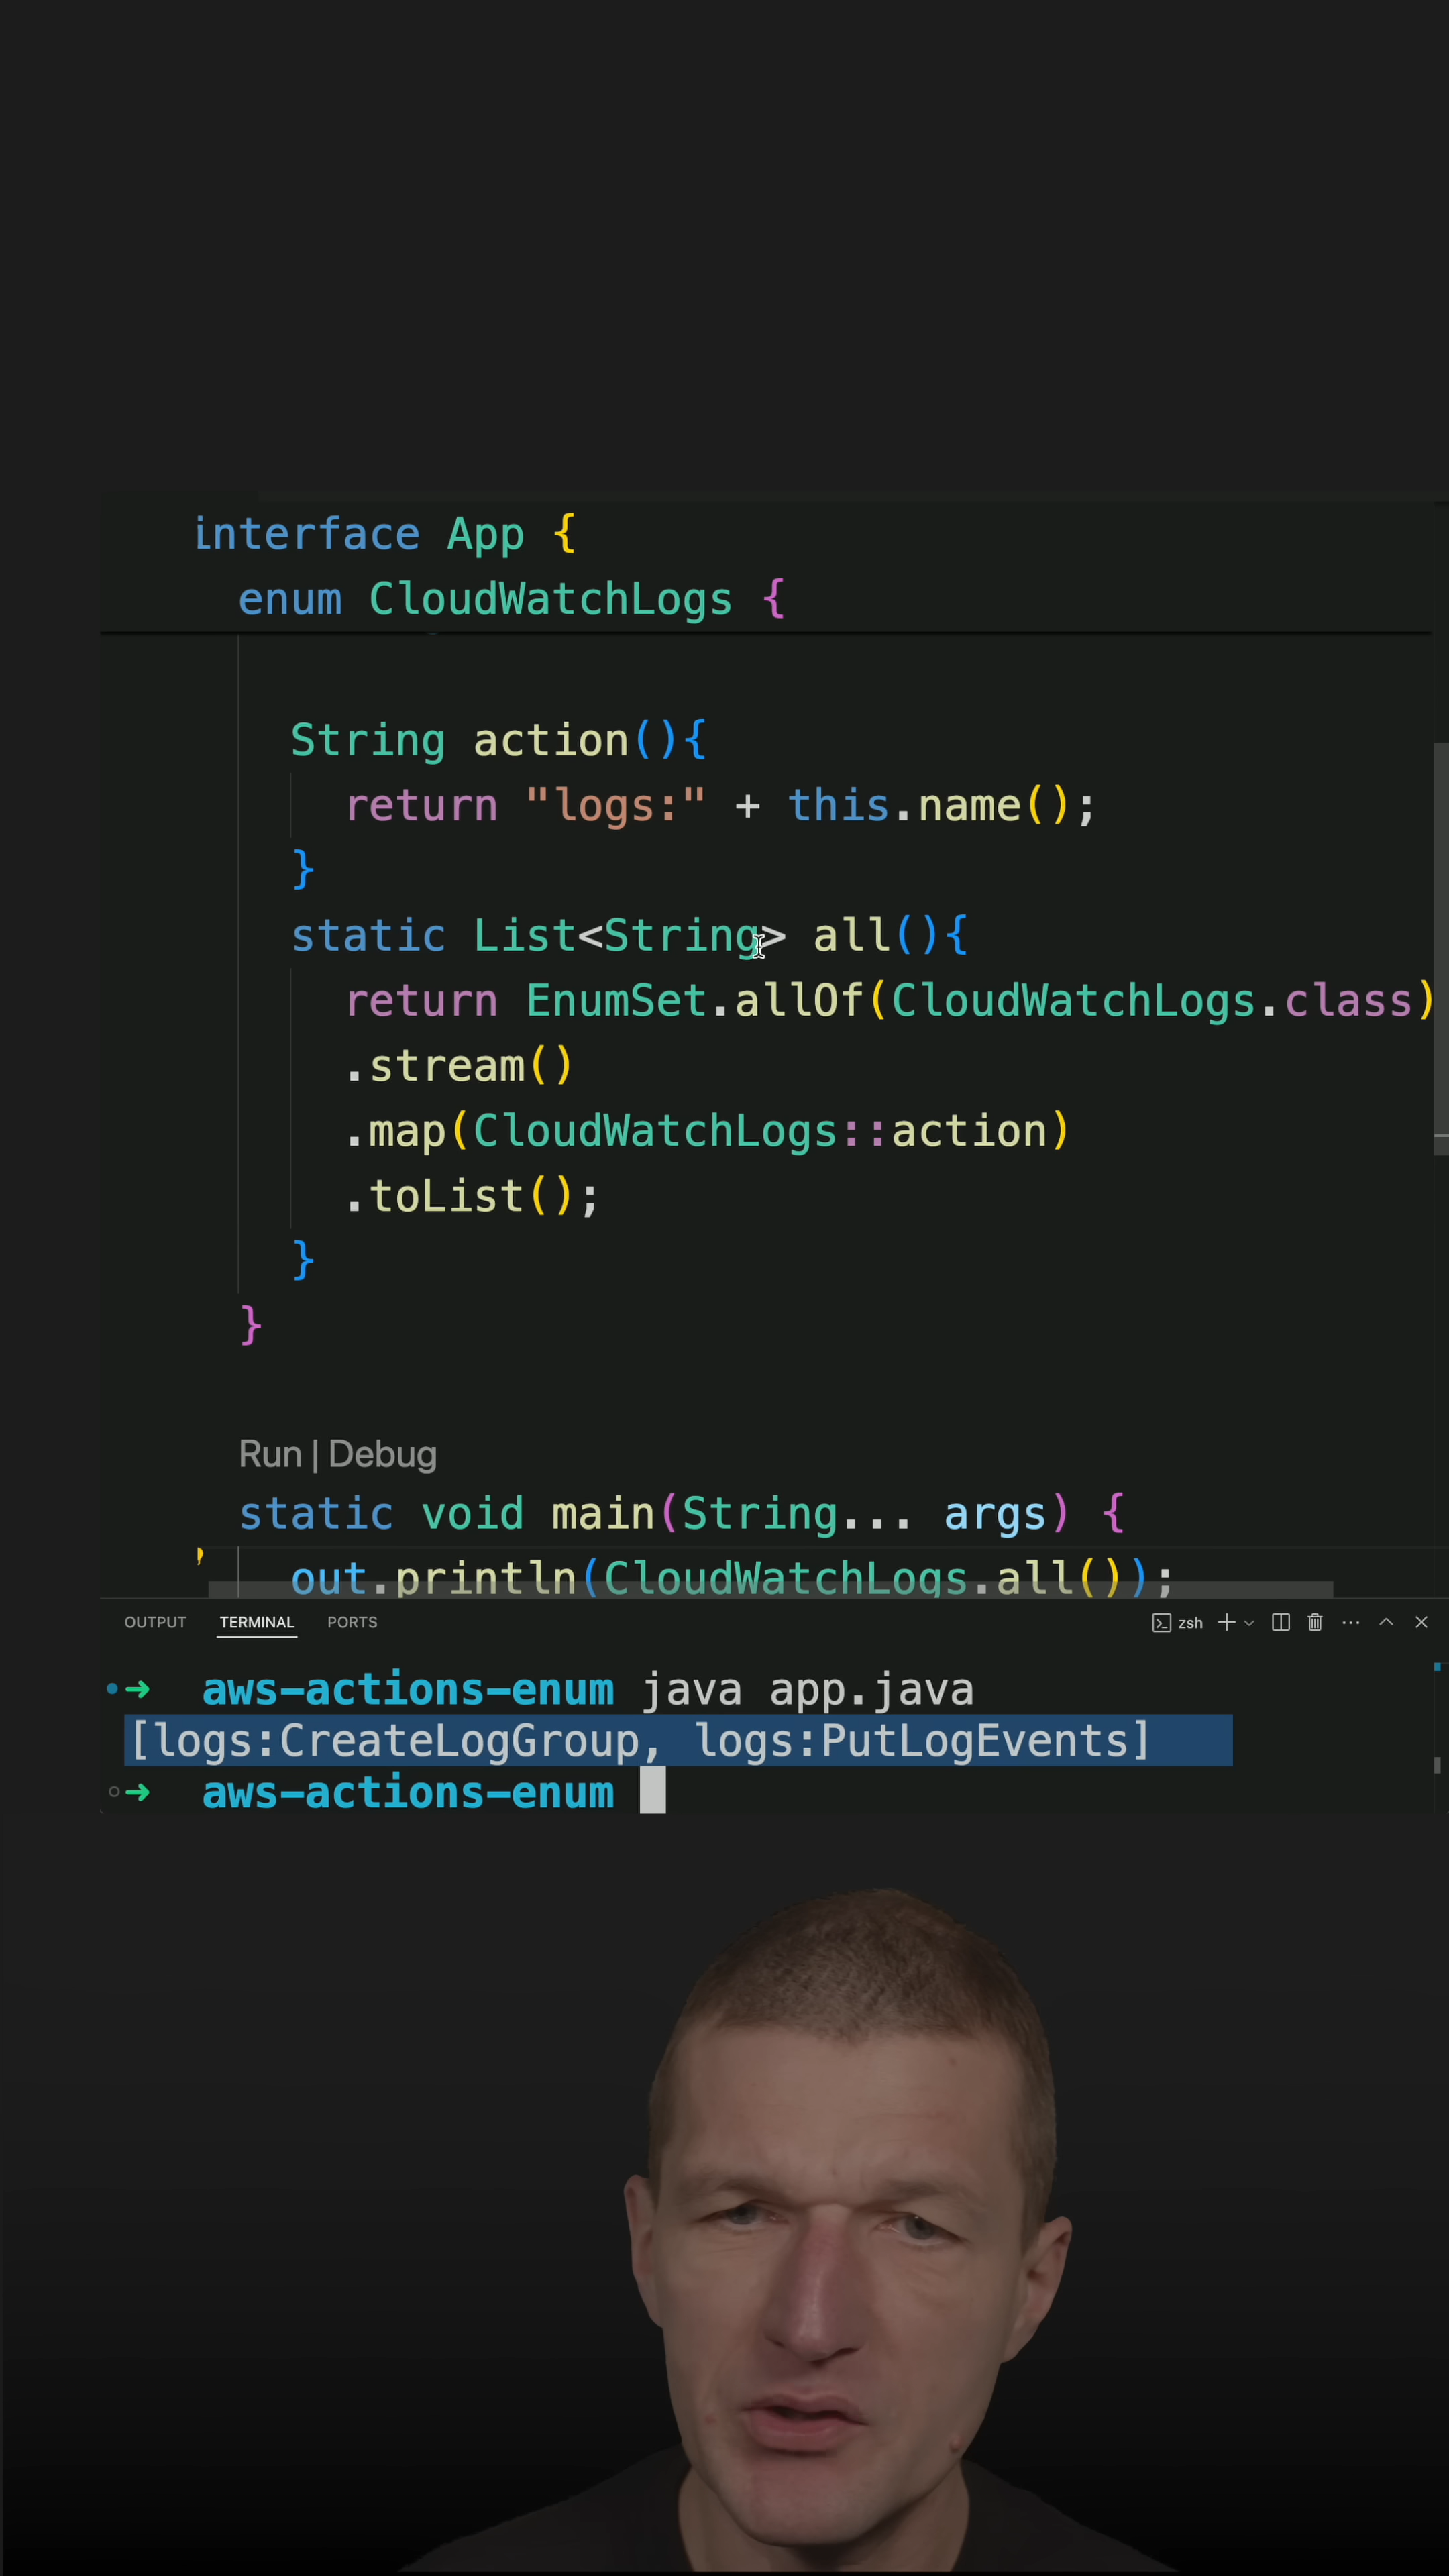 interface App {
enum CloudWatchLogs {
String action(){
return "logs:" + this.name();
}
static List<String> all(){
return EnumSet.allOf(CloudWatchLogs.class)
.stream()
.map(CloudWatchLogs::action)
.toList();
}
}
Run | Debug
static void main(String... args) {
out.println(CloudWatchLogs.all());
OUTPUT TERMINAL PORTS zsh
aws-actions-enum java app.java
[logs:CreateLogGroup, logs:PutLogEvents]
aws-actions-enum